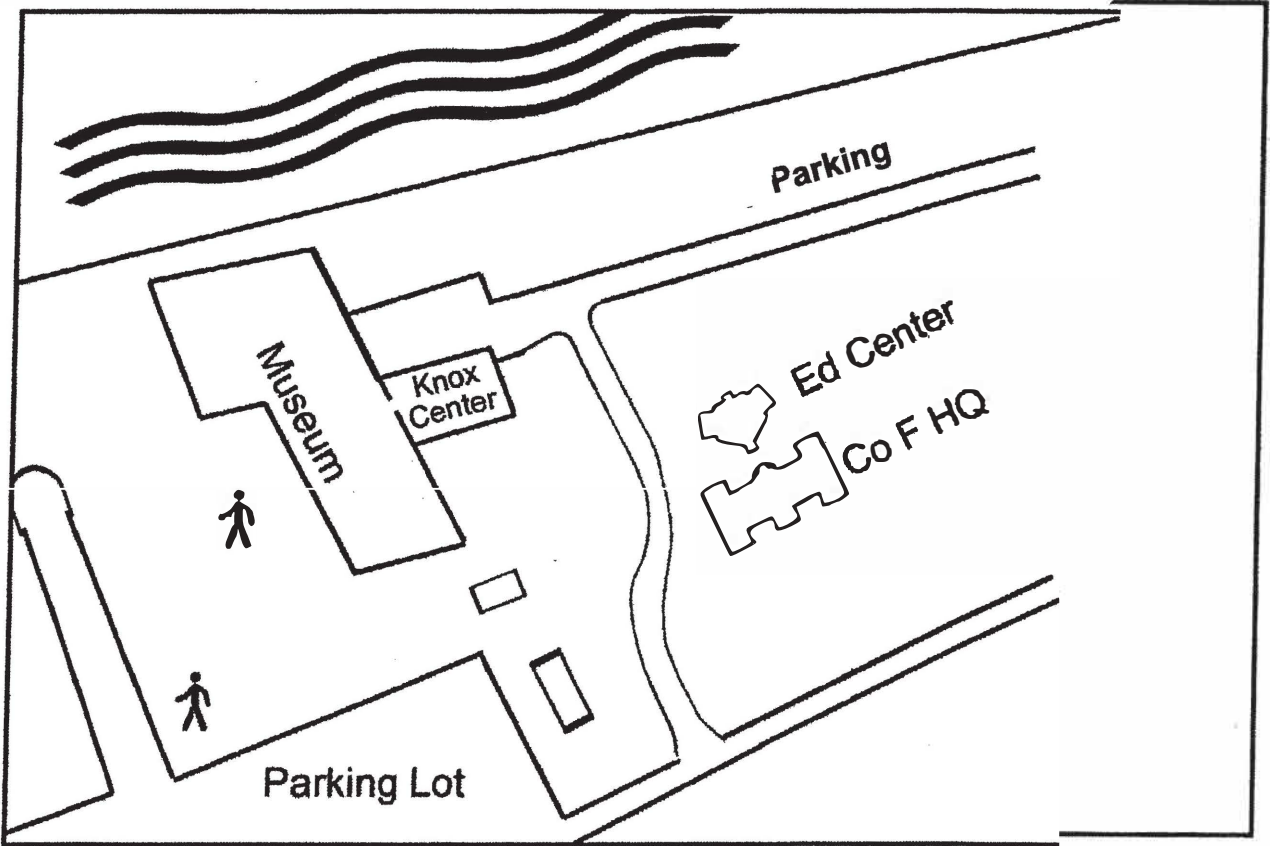 Parking
Museum
Knox
Center
Ed Center
Co F HQ
Parking Lot